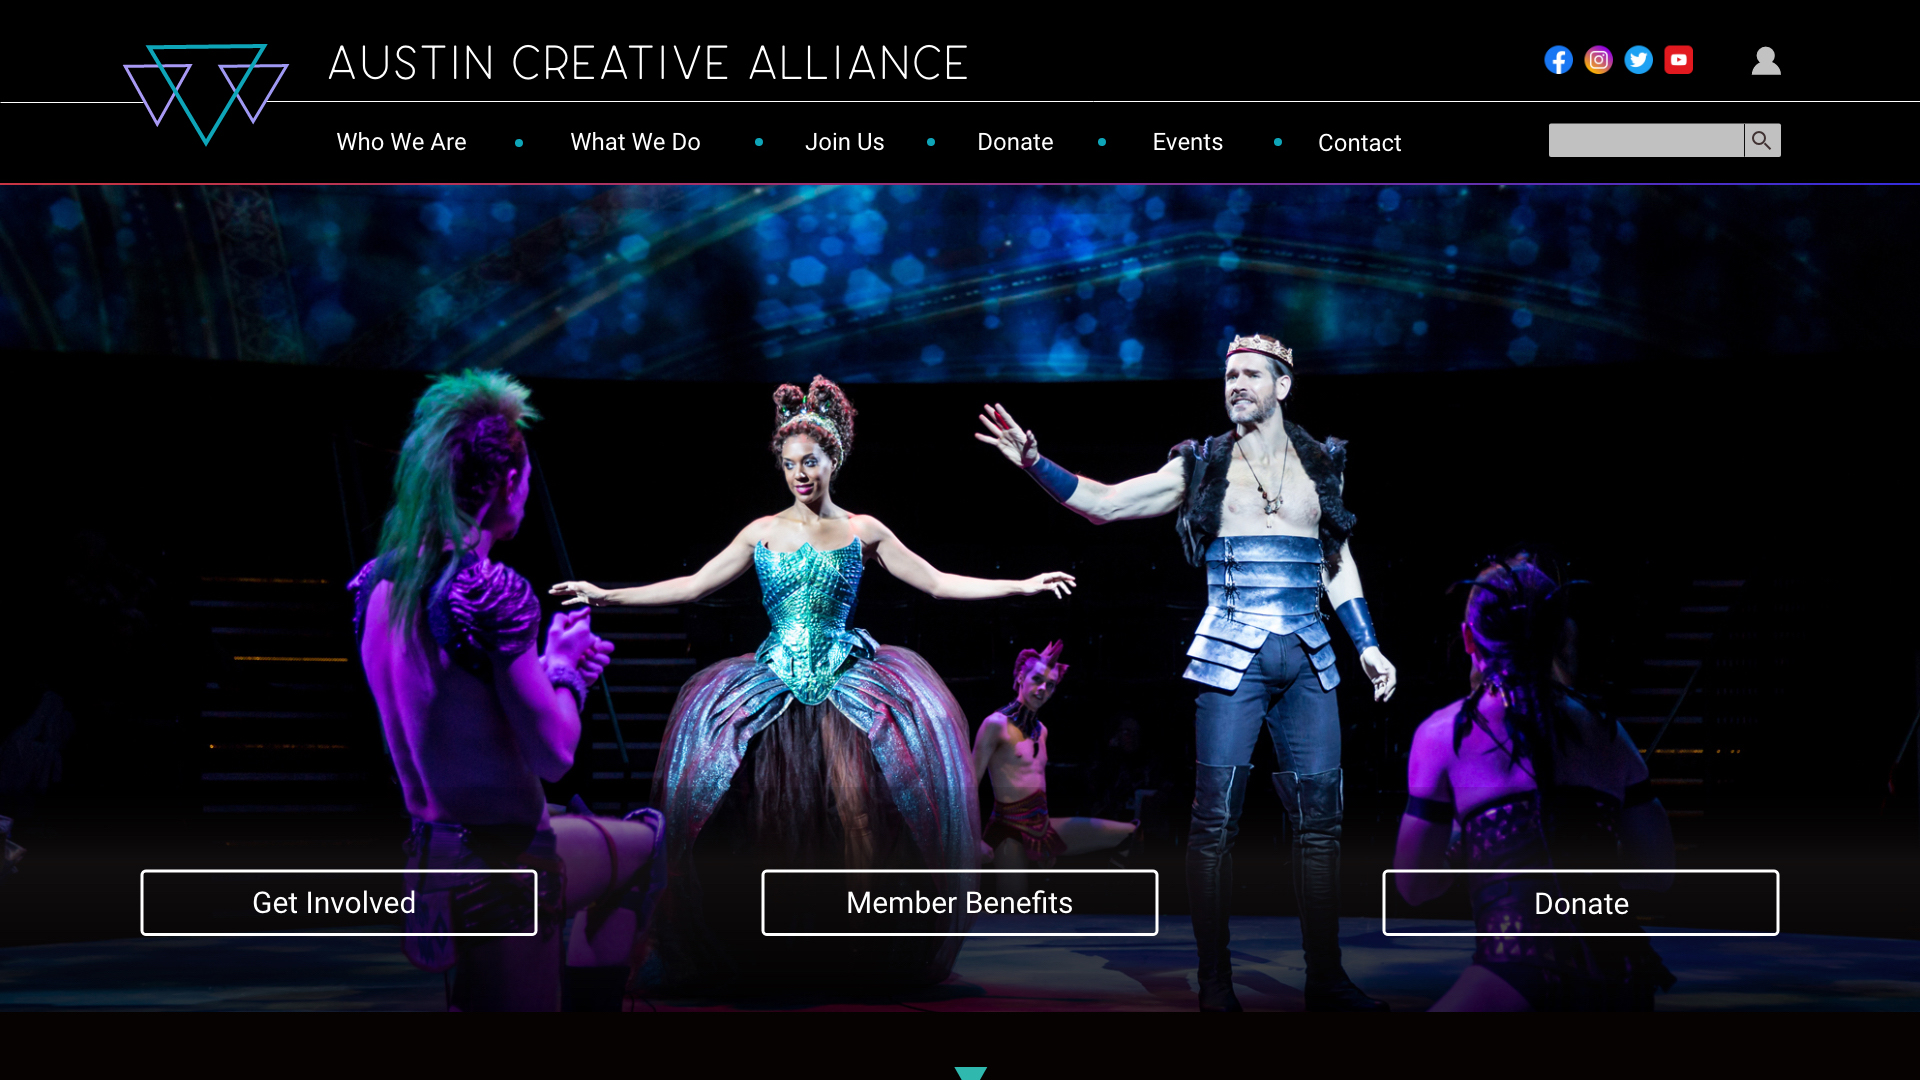 AUSTIN CREATIVE ALLIANCE
Who We Are
What We Do
Join Us
Donate
Events
Contact
Get Involved
Member Benefits
Donate